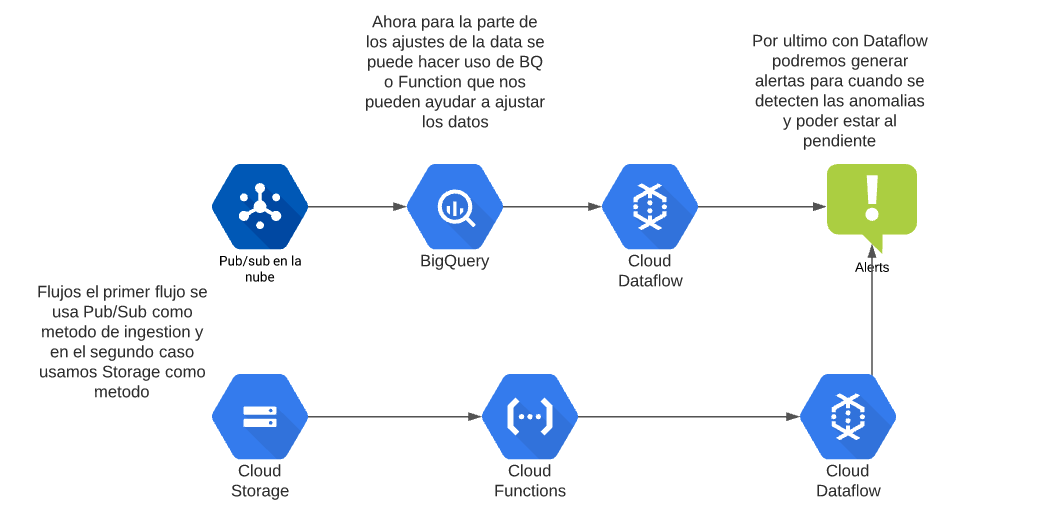 Ahora para la parte de
los ajustes de la data se
puede hacer uso de BQ
o Function que nos
pueden ayudar a ajustar
los datos
Por ultimo con Dataflow
podremos generar
alertas para cuando se
detecten las anomalias
y poder estar al
pendiente
Pub/sub en la
nube
BigQuery
Cloud
Dataflow
Alerts
Flujos el primer flujo se
usa Pub/Sub como
metodo de ingestion y
en el segundo caso
usamos Storage como
metodo
Cloud
Storage
Cloud
Functions
Cloud
Dataflow